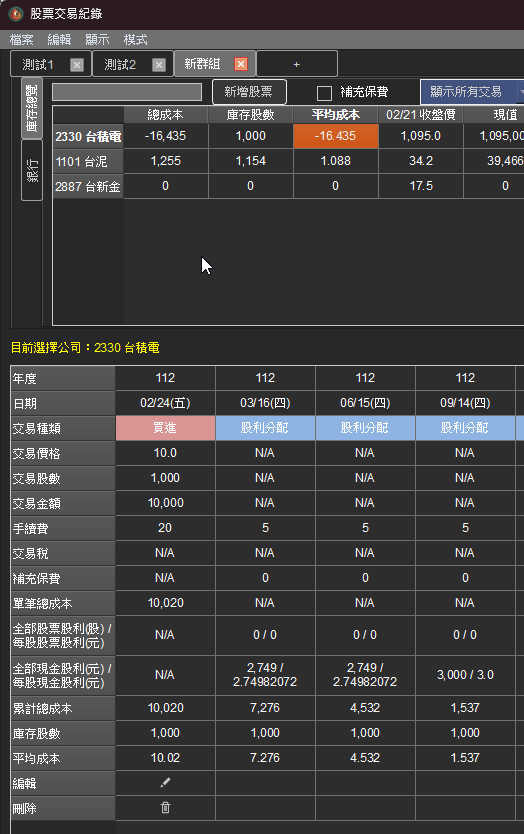 股票交易紀錄
檔案 編輯 顯示 模式
測試1 測試2 新群組 +
庫存總覽
銀行
新增股票 補充保費 顯示所有交易
總成本 庫存股數 平均成本 02/21 收盤價 現值
2330 台積電 -16,435 1,000 -16.435 1,095.0 1,095,00
1101 台泥 1,255 1,154 1.088 34.2 39,466
2887 台新金 0 0 0 17.5 0
目前選擇公司：2330 台積電
年度 112 112 112 112
日期 02/24(五) 03/16(四) 06/15(四) 09/14(四)
交易種類 買進 股利分配 股利分配 股利分配
交易價格 10.0 N/A N/A N/A
交易股數 1,000 N/A N/A N/A
交易金額 10,000 N/A N/A N/A
手續費 20 5 5 5
交易稅 N/A N/A N/A N/A
補充保費 N/A 0 0 0
單筆總成本 10,020 N/A N/A N/A
全部股票股利(股) /
每股股票股利(元) N/A 0 / 0 0 / 0 0 / 0
全部現金股利(元) / 2,749 / 2,749 /
每股現金股利(元) N/A 2.74982072 2.74982072 3,000 / 3.0
累計總成本 10,020 7,276 4,532 1,537
庫存股數 1,000 1,000 1,000 1,000
平均成本 10.02 7.276 4.532 1.537
編輯
刪除